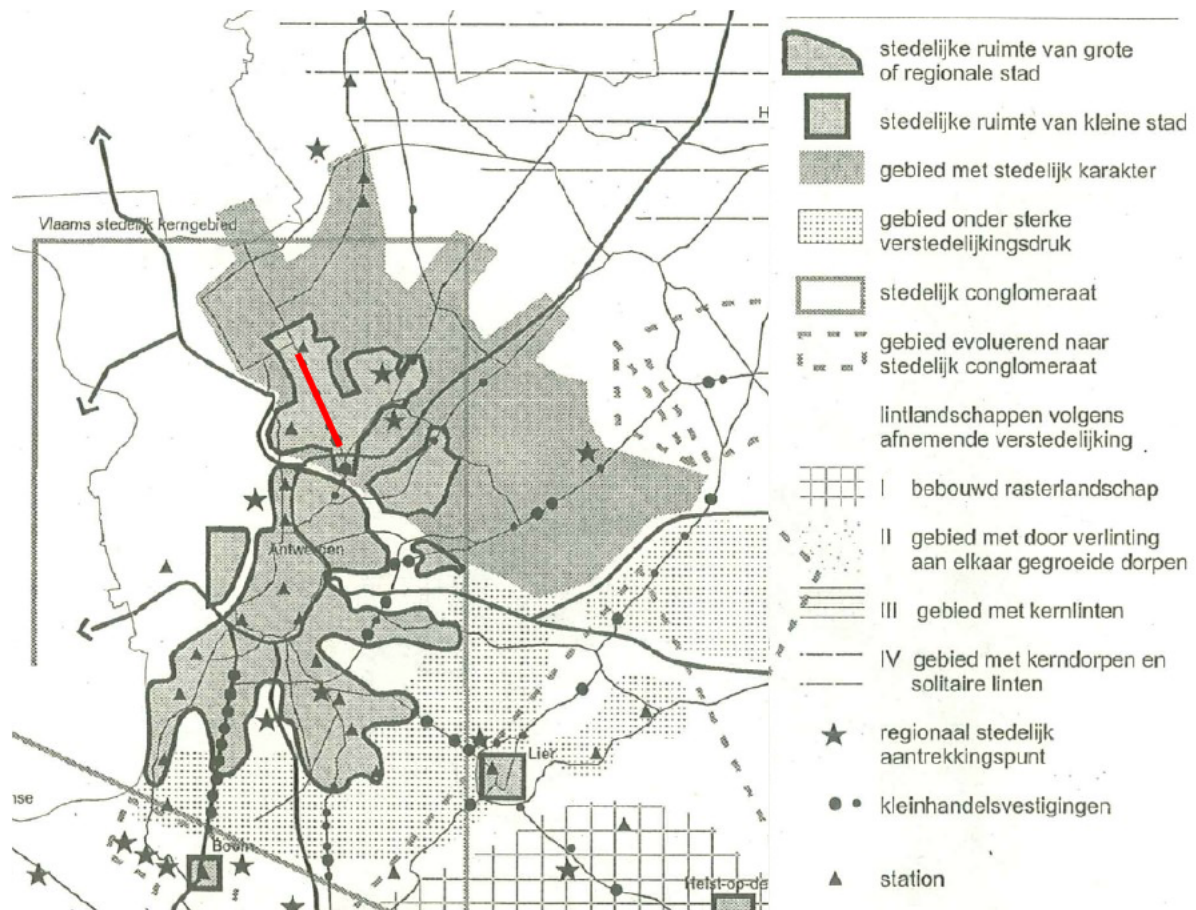 Vlaams stedelijk kerngebied
Antwerpen
Lier
Boom
nse
Heist-op-de
H
stedelijke ruimte van grote
of regionale stad
stedelijke ruimte van kleine stad
gebied met stedelijk karakter
gebied onder sterke
verstedelijkingsdruk
stedelijk conglomeraat
gebied evoluerend naar
stedelijk conglomeraat
lintlandschappen volgens
afnemende verstedelijking
I bebouwd rasterlandschap
II gebied met door verlinting
aan elkaar gegroeide dorpen
III gebied met kernlinten
IV gebied met kerndorpen en
solitaire linten
regionaal stedelijk
aantrekkingspunt
kleinhandelsvestigingen
station